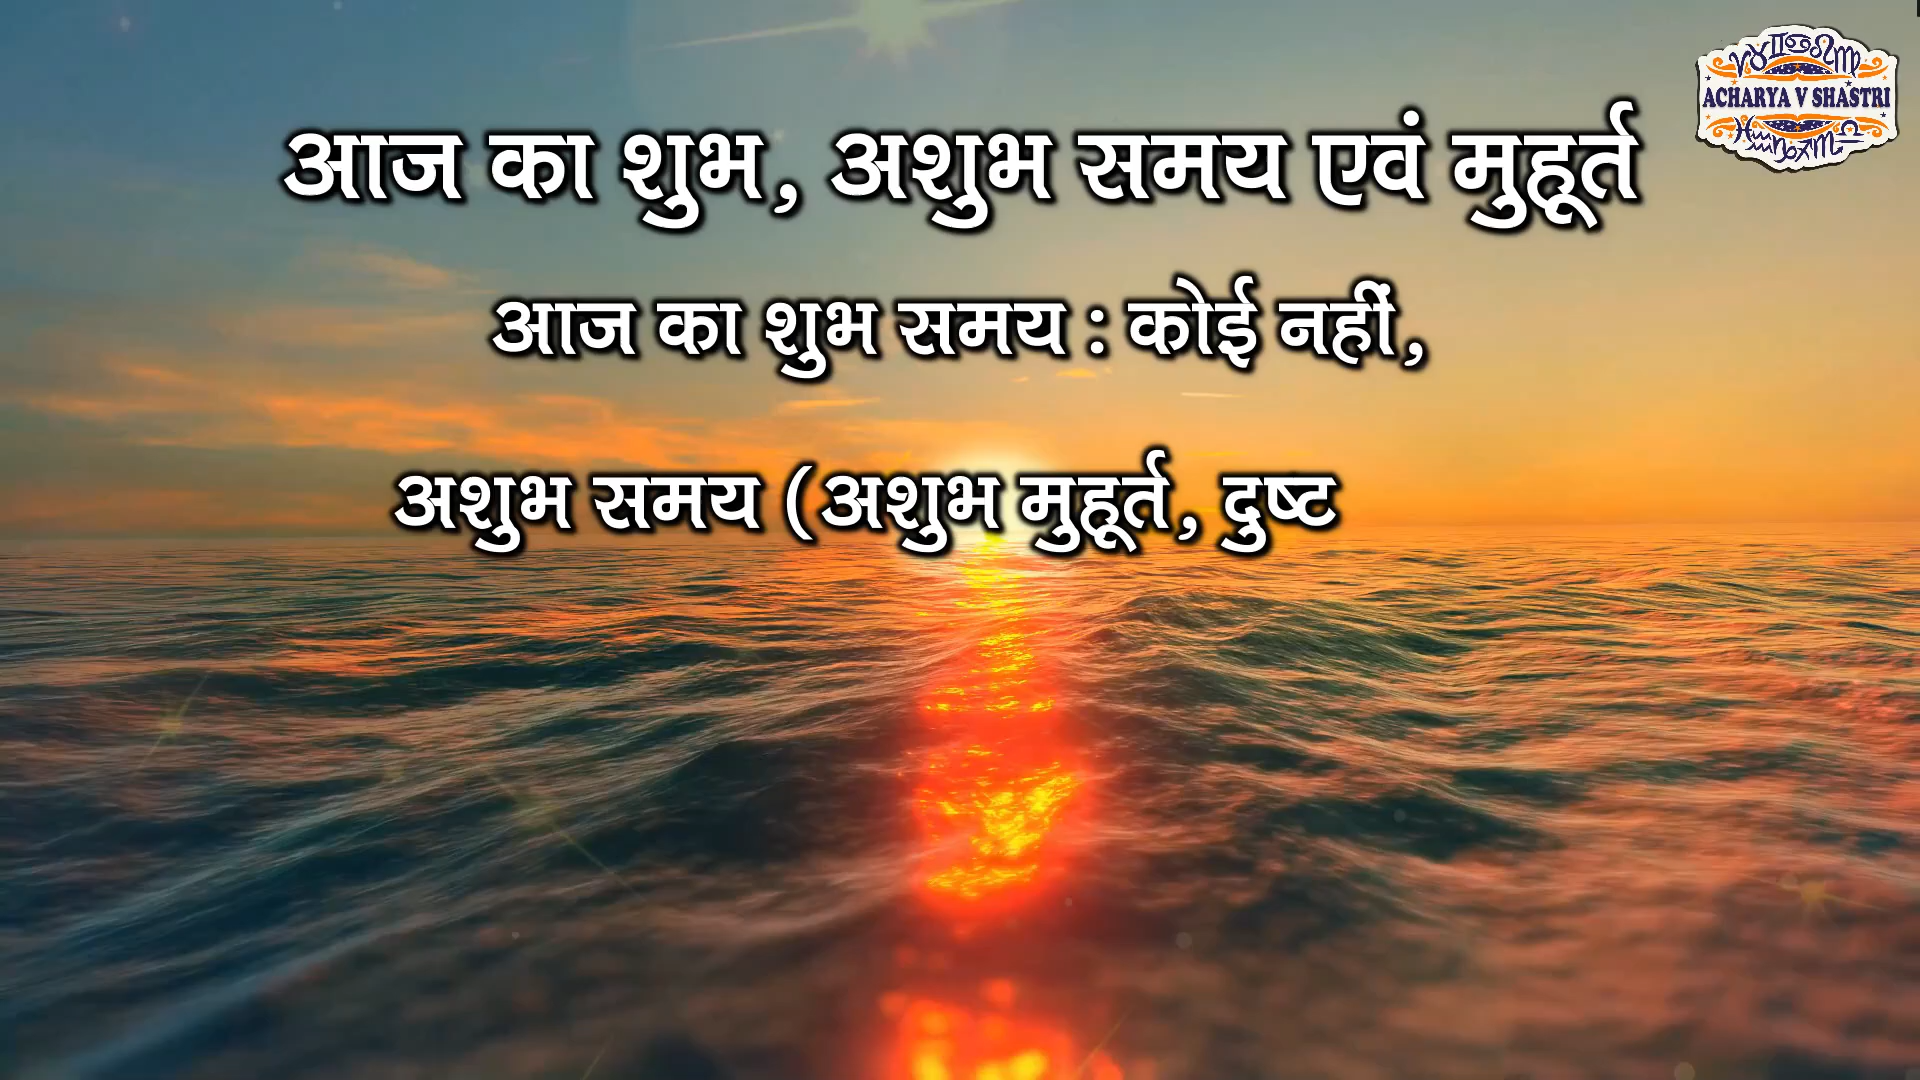 ACHARYA V SHASTRI
आज का शुभ, अशुभ समय एवं मुहूर्त
आज का शुभ समय : कोई नहीं,
अशुभ समय (अशुभ मुहूर्त, दुष्ट